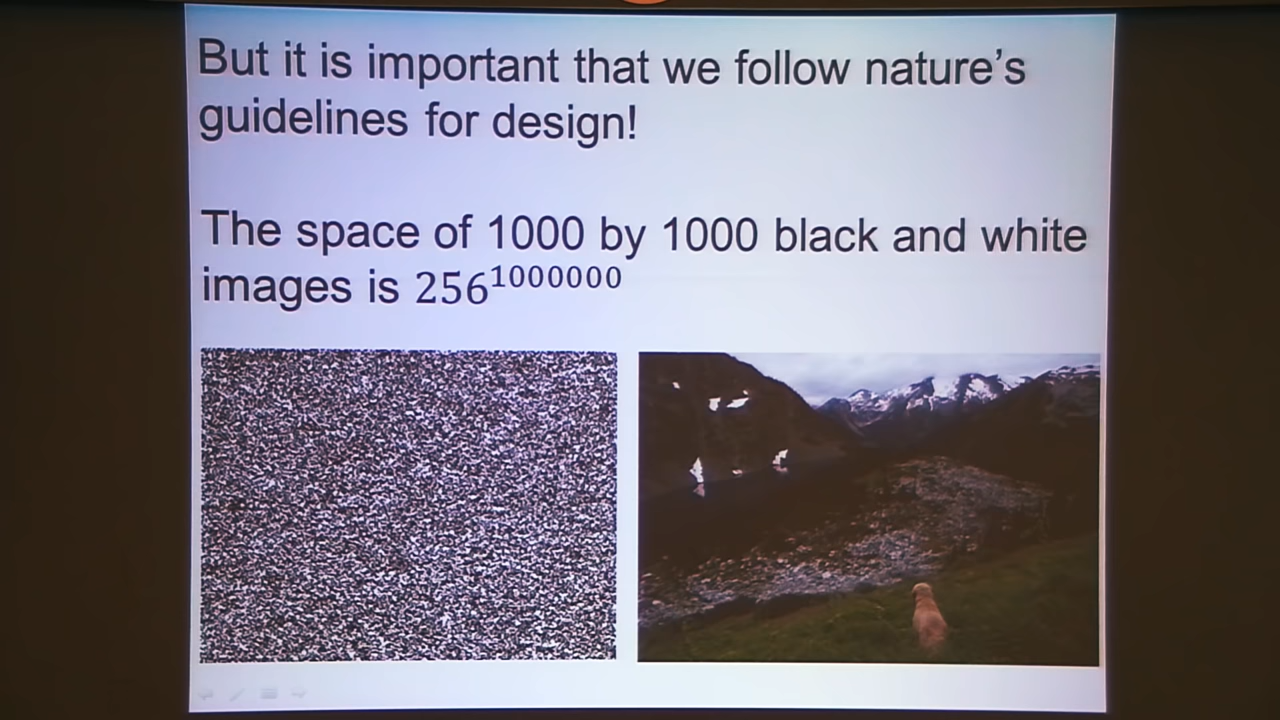 But it is important that we follow nature's
guidelines for design!
The space of 1000 by 1000 black and white
images is 256^1000000